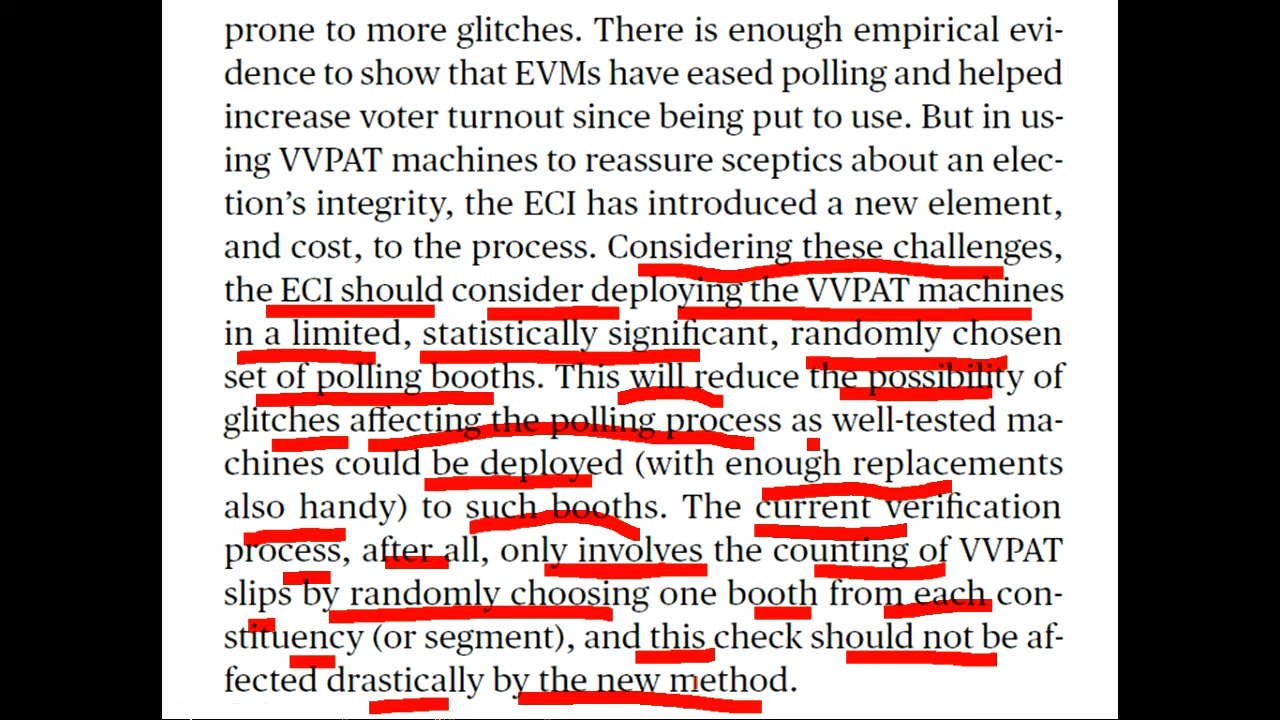 prone to more glitches. There is enough empirical evi-
dence to show that EVMs have eased polling and helped
increase voter turnout since being put to use. But in us-
ing VVPAT machines to reassure sceptics about an elec-
tion’s integrity, the ECI has introduced a new element,
and cost, to the process. Considering these challenges,
the ECI should consider deploying the VVPAT machines
in a limited, statistically significant, randomly chosen
set of polling booths. This will reduce the possibility of
glitches affecting the polling process as well-tested ma-
chines could be deployed (with enough replacements
also handy) to such booths. The current verification
process, after all, only involves the counting of VVPAT
slips by randomly choosing one booth from each con-
stituency (or segment), and this check should not be af-
fected drastically by the new method.